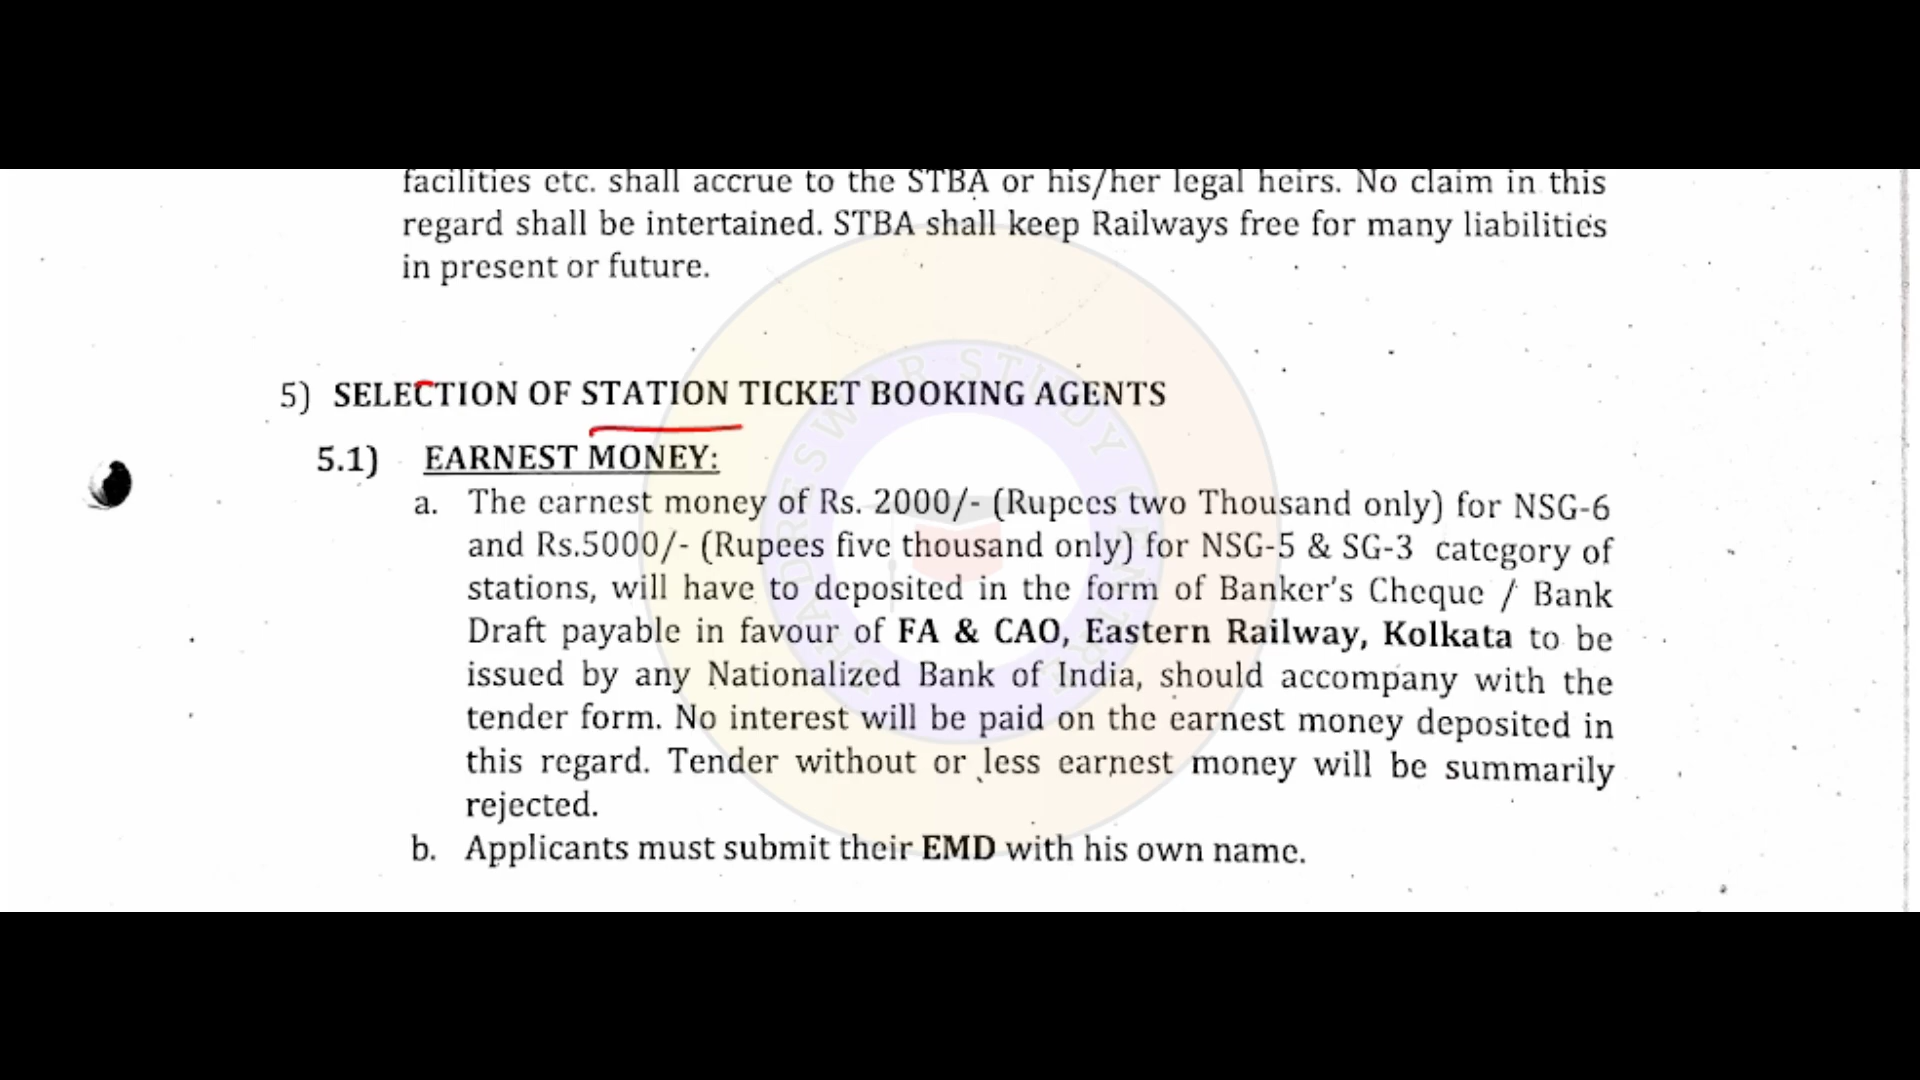 facilities etc. shall accrue to the STBA or his/her legal heirs. No claim in this
regard shall be intertained. STBA shall keep Railways free for many liabilities
in present or future.
5) SELECTION OF STATION TICKET BOOKING AGENTS
5.1) EARNEST MONEY:
a. The earnest money of Rs. 2000/- (Rupees two Thousand only) for NSG-6
and Rs.5000/- (Rupees five thousand only) for NSG-5 & SG-3 category of
stations, will have to deposited in the form of Banker's Cheque / Bank
Draft payable in favour of FA & CAO, Eastern Railway, Kolkata to be
issued by any Nationalized Bank of India, should accompany with the
tender form. No interest will be paid on the earnest money deposited in
this regard. Tender without or less earnest money will be summarily
rejected.
b. Applicants must submit their EMD with his own name.
BHADRESWAR STUDY CENTRE